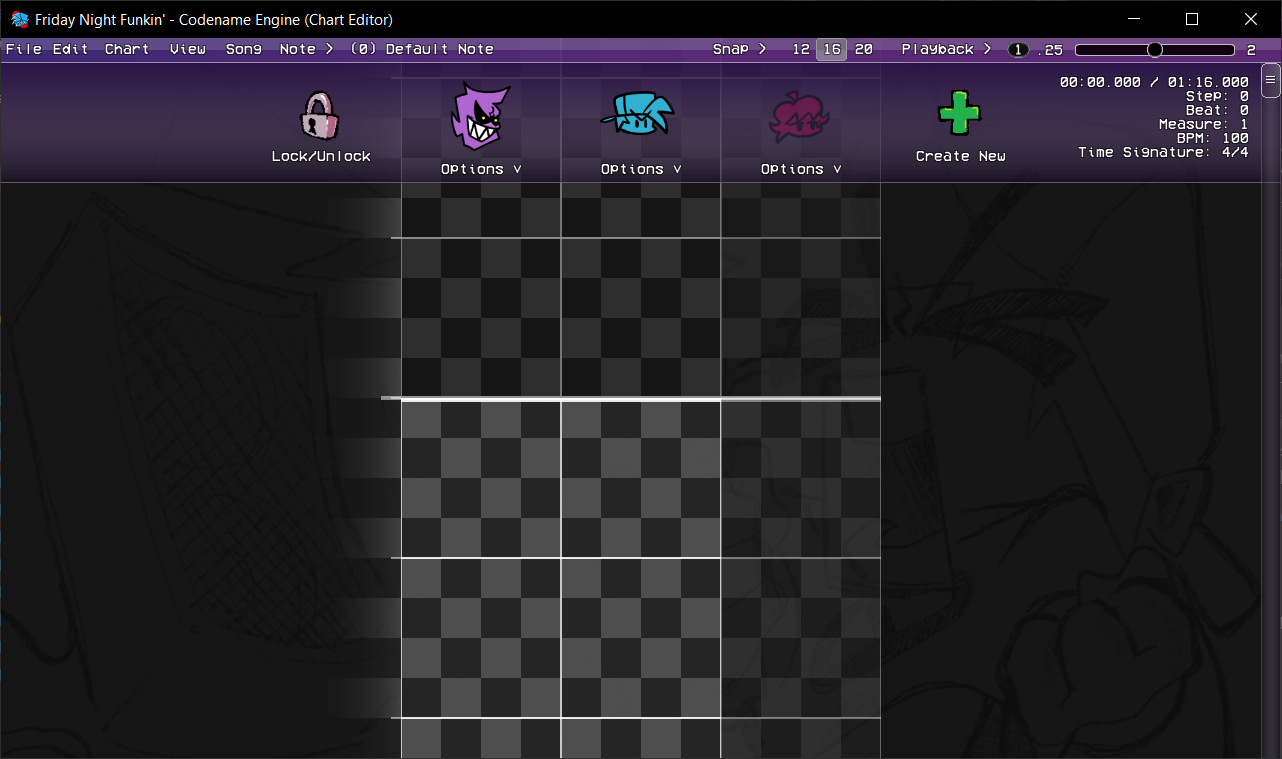 Friday Night Funkin' - Codename Engine (Chart Editor)
File Edit Chart View Song Note > (0) Default Note Snap > 12 16 20 Playback > 1 .25 2
00:00.000 / 01:16.000
Step: 0
Beat: 0
Measure: 1
BPM: 100
Time Signature: 4/4
Lock/Unlock
Options v
Options v
Options v
Create New